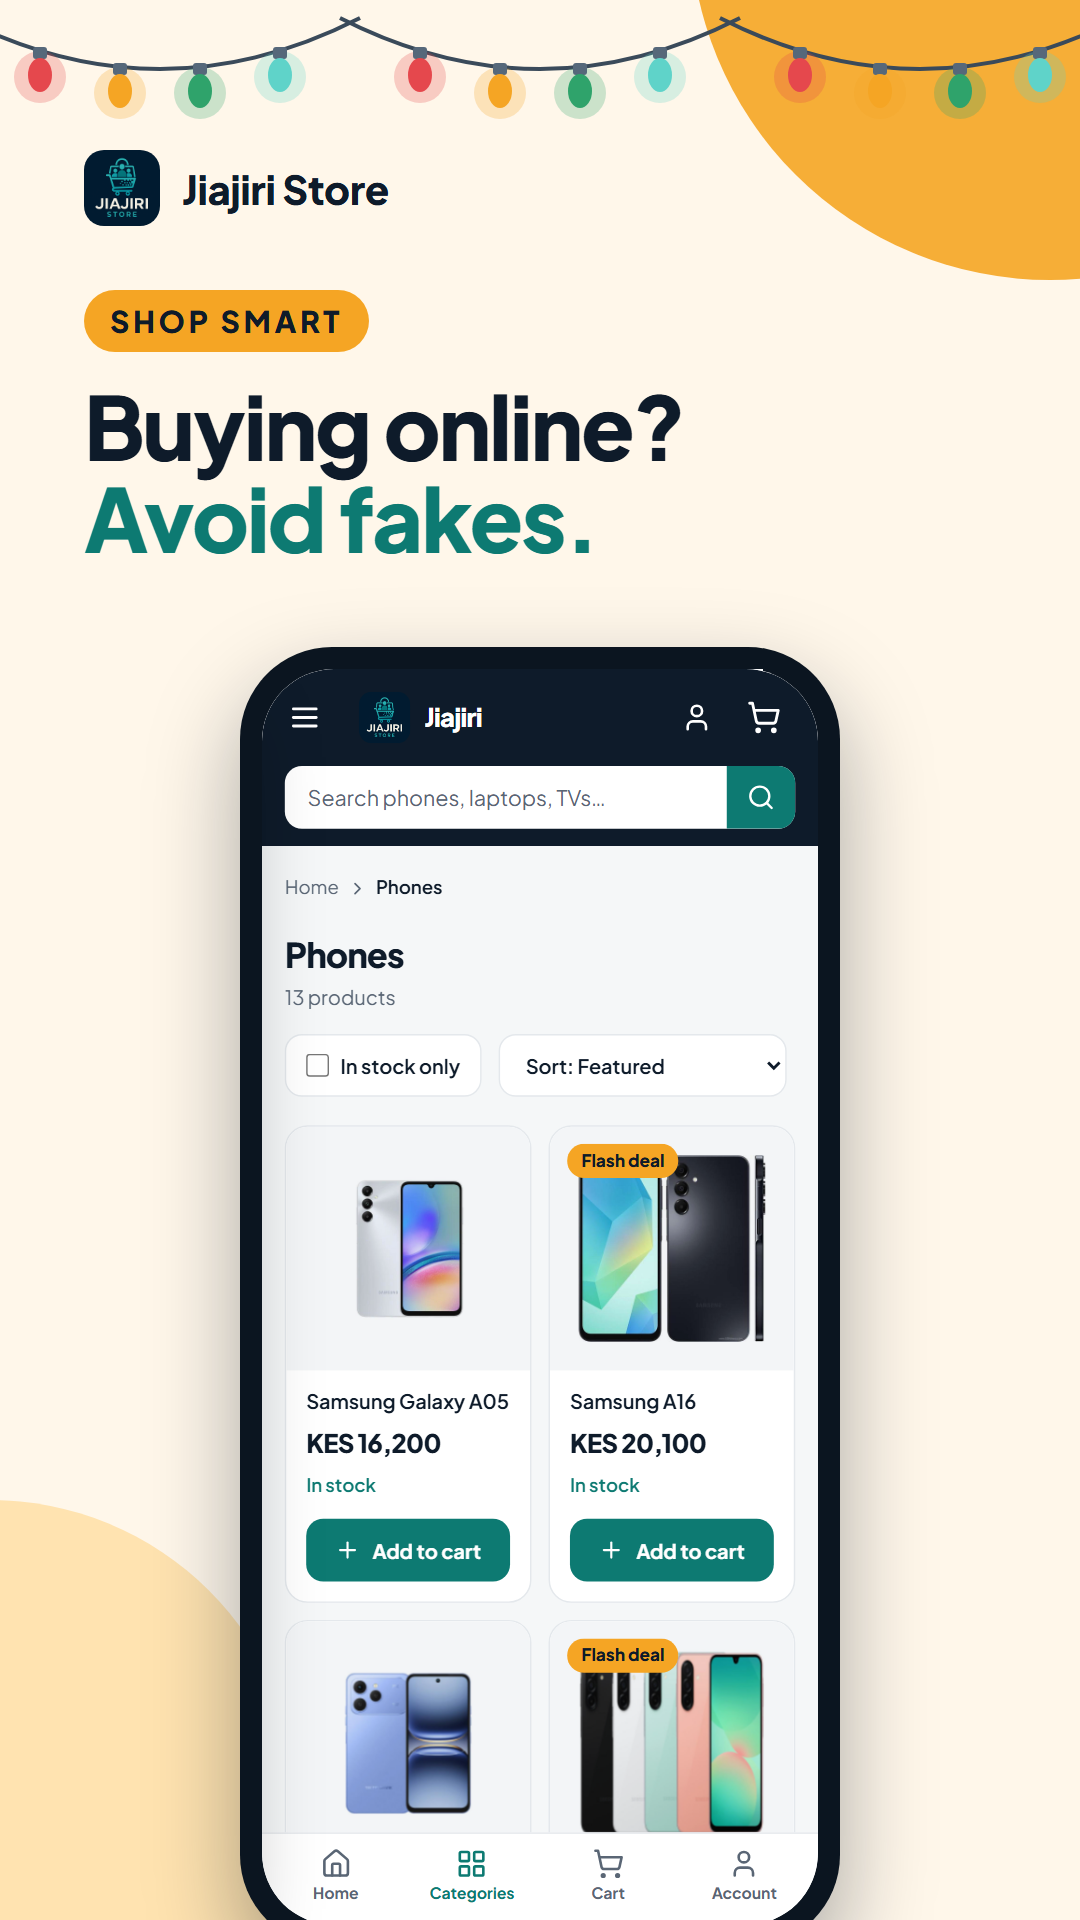 JIAJIRI
STORE
Jiajiri Store
SHOP SMART
Buying online?
Avoid fakes.
JIAJIRI
STORE
Jiajiri
Search phones, laptops, TVs...
Home > Phones
Phones
13 products
In stock only
Sort: Featured
Flash deal
Samsung Galaxy A05
KES 16,200
In stock
+ Add to cart
Samsung A16
KES 20,100
In stock
+ Add to cart
Flash deal
Home
Categories
Cart
Account